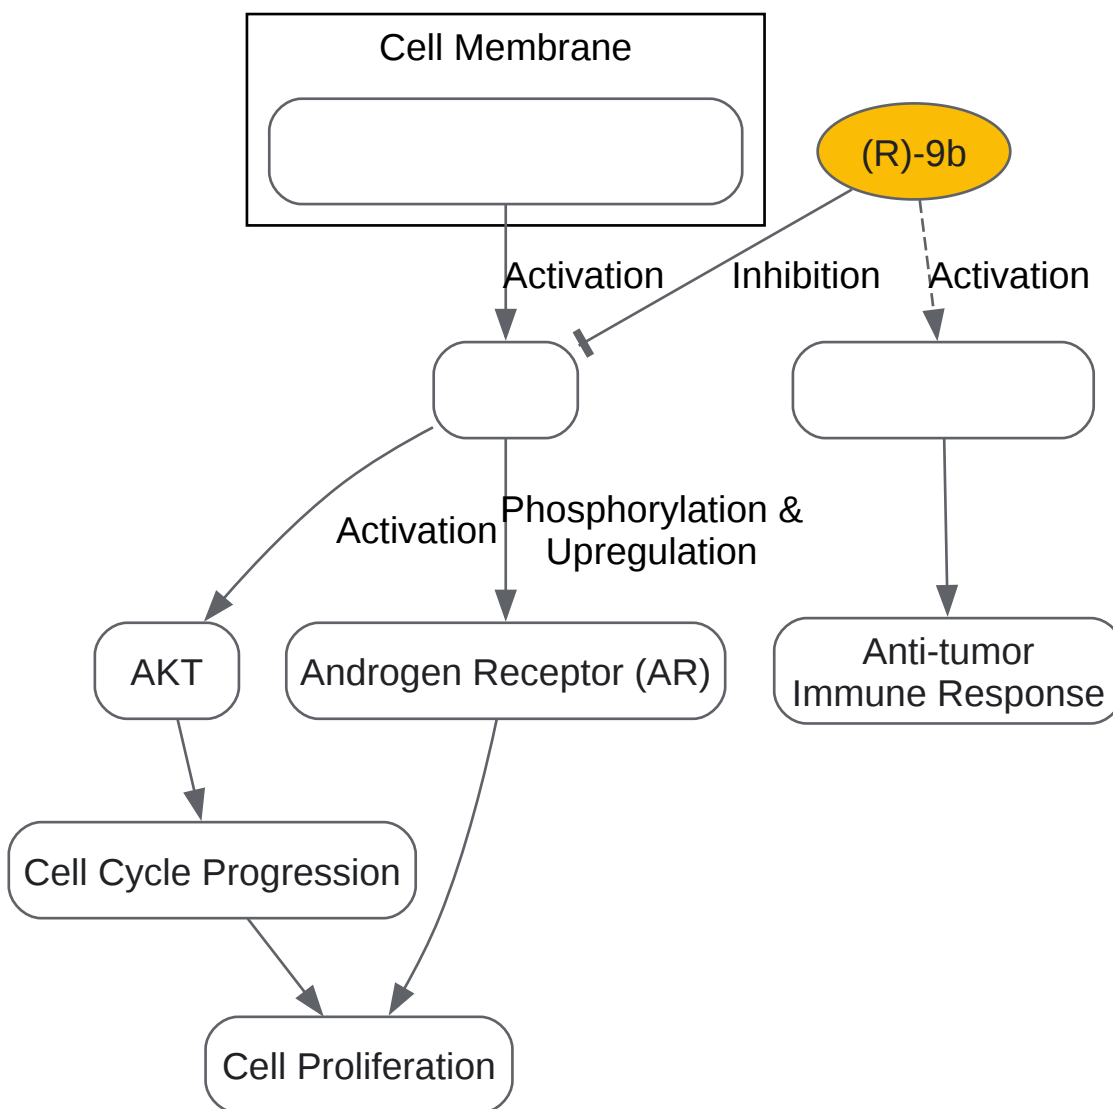 Cell Membrane
(R)-9b
Activation
Inhibition
Activation
Activation
Phosphorylation &
Upregulation
AKT
Androgen Receptor (AR)
Anti-tumor
Immune Response
Cell Cycle Progression
Cell Proliferation